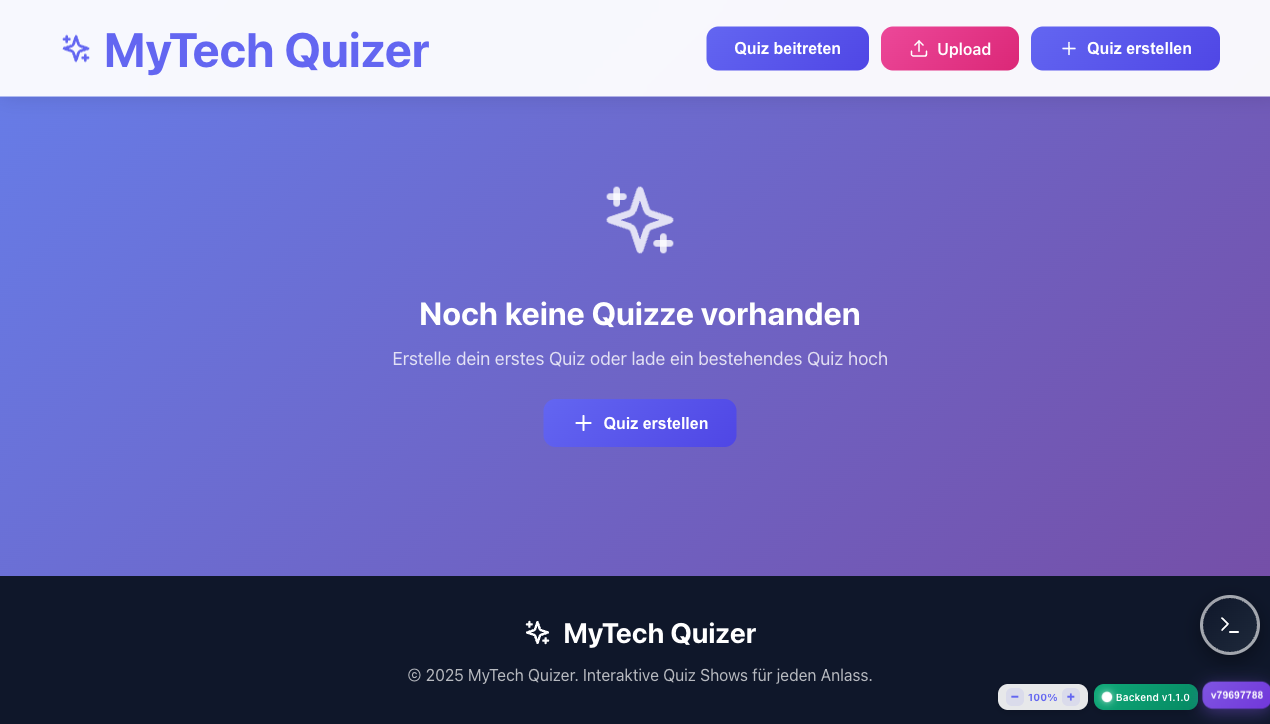 MyTech Quizer
Quiz beitreten
Upload
Quiz erstellen
Noch keine Quizze vorhanden
Erstelle dein erstes Quiz oder lade ein bestehendes Quiz hoch
Quiz erstellen
MyTech Quizer
© 2025 MyTech Quizer. Interaktive Quiz Shows für jeden Anlass.
100%
Backend v1.1.0
v79697788